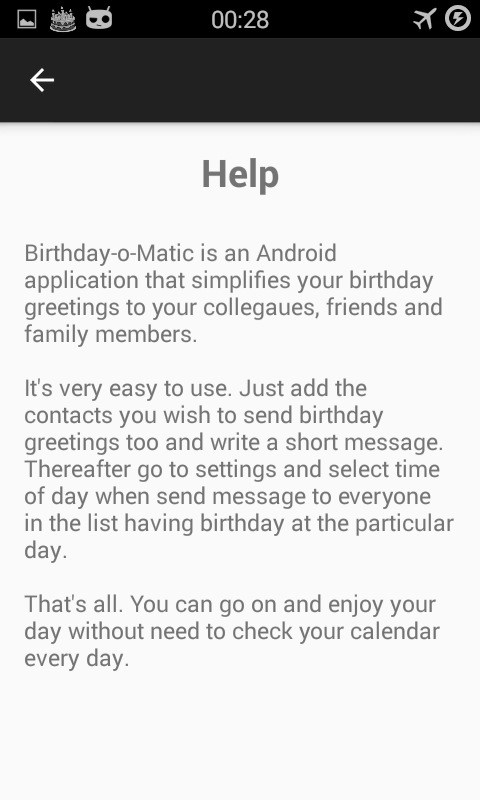 00:28
Help
Birthday-o-Matic is an Android
application that simplifies your birthday
greetings to your collegaues, friends and
family members.
It's very easy to use. Just add the
contacts you wish to send birthday
greetings too and write a short message.
Thereafter go to settings and select time
of day when send message to everyone
in the list having birthday at the particular
day.
That's all. You can go on and enjoy your
day without need to check your calendar
every day.